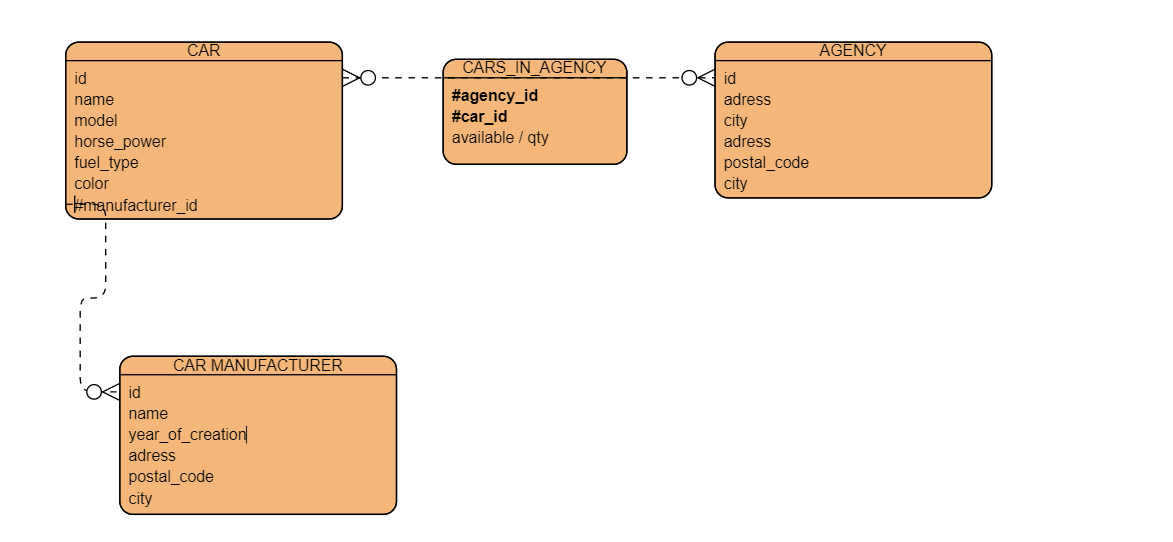 CAR
id
name
model
horse_power
fuel_type
color
#manufacturer_id
CARS_IN_AGENCY
#agency_id
#car_id
available / qty
AGENCY
id
adress
city
adress
postal_code
city
CAR MANUFACTURER
id
name
year_of_creation
adress
postal_code
city